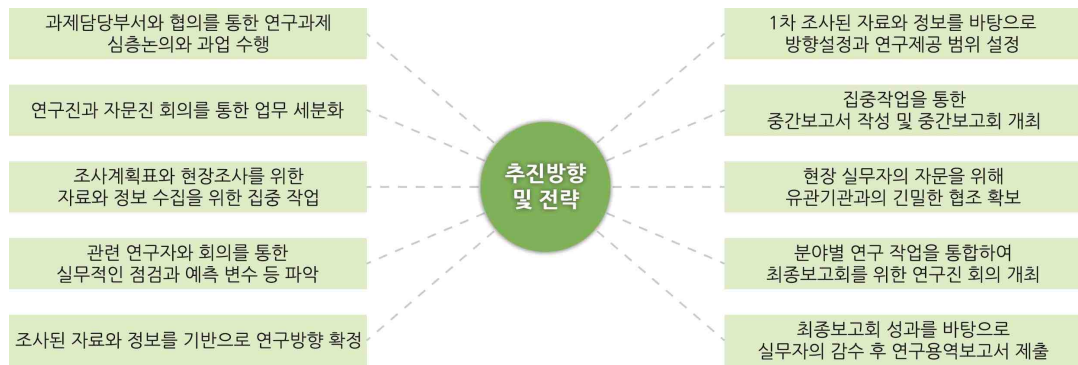 과제담당부서와 협의를 통한 연구과제
심층논의와 과업 수행
연구진과 자문진 회의를 통한 업무 세분화
조사계획표와 현장조사를 위한
자료와 정보 수집을 위한 집중 작업
관련 연구자와 회의를 통한
실무적인 점검과 예측 변수 등 파악
조사된 자료와 정보를 기반으로 연구방향 확정
추진방향
및 전략
1차 조사된 자료와 정보를 바탕으로
방향설정과 연구제공 범위 설정
집중작업을 통한
중간보고서 작성 및 중간보고회 개최
현장 실무자의 자문을 위해
유관기관과의 긴밀한 협조 확보
분야별 연구 작업을 통합하여
최종보고회를 위한 연구진 회의 개최
최종보고회 성과를 바탕으로
실무자의 감수 후 연구용역보고서 제출